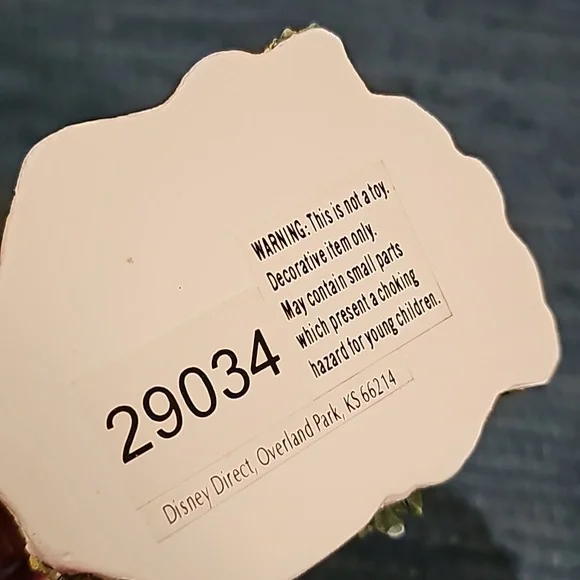 WARNING: This is not a toy.
Decorative item only.
May contain small parts
which present a choking
hazard for young children.
29034
Disney Direct, Overland Park, KS 66214